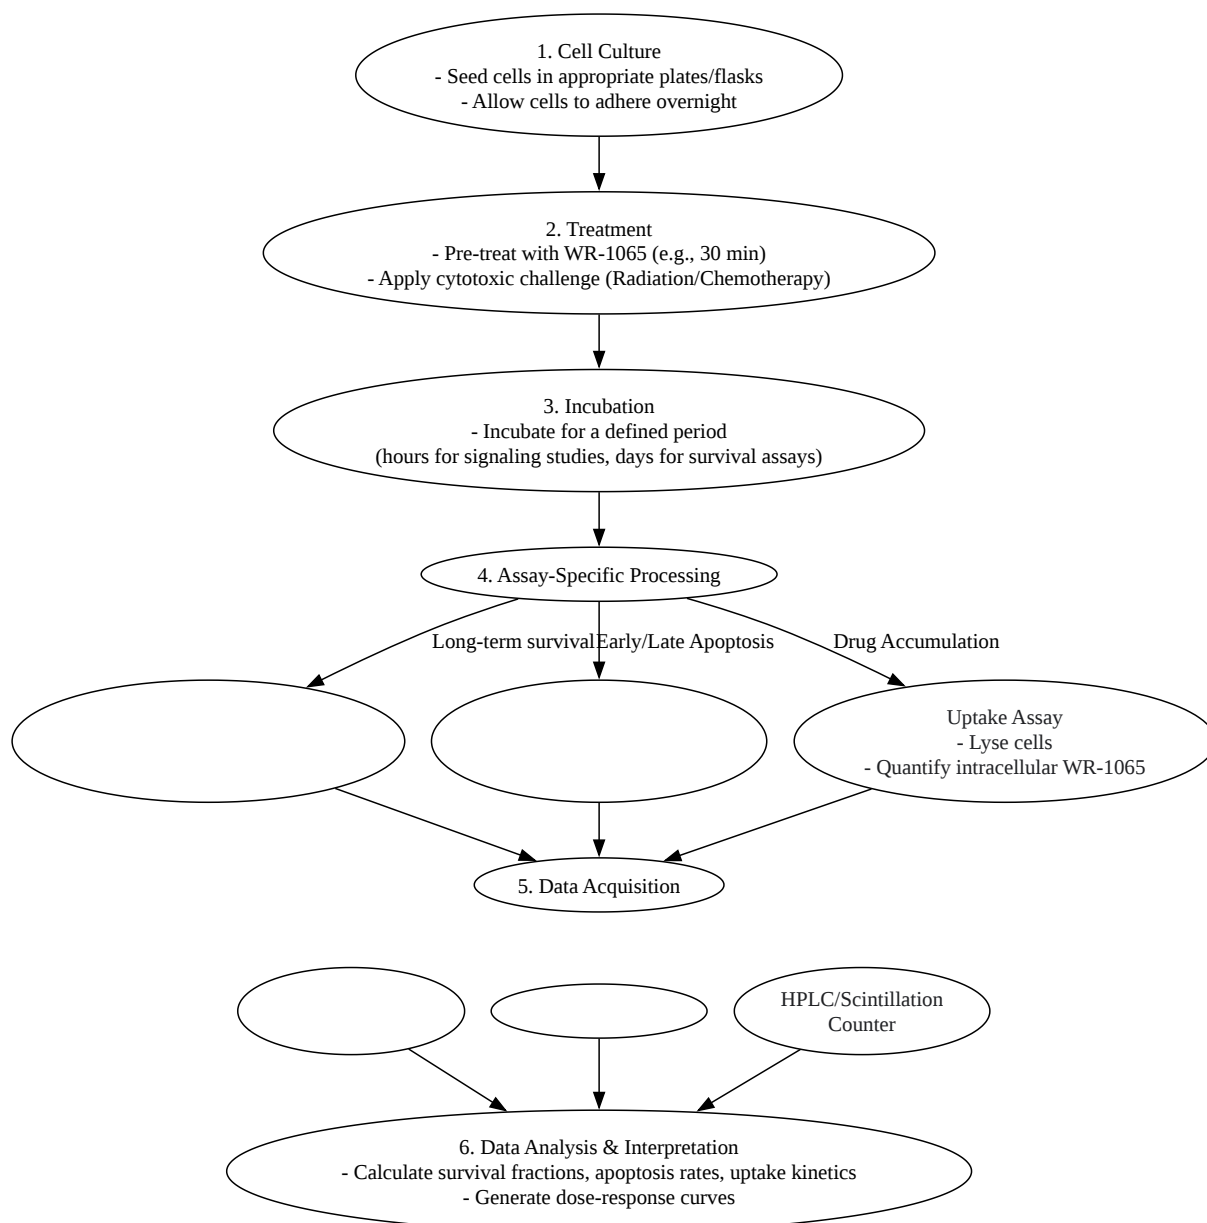 1. Cell Culture
- Seed cells in appropriate plates/flasks
- Allow cells to adhere overnight
2. Treatment
- Pre-treat with WR-1065 (e.g., 30 min)
- Apply cytotoxic challenge (Radiation/Chemotherapy)
3. Incubation
- Incubate for a defined period
(hours for signaling studies, days for survival assays)
4. Assay-Specific Processing
Long-term survival
Early/Late Apoptosis
Drug Accumulation
Uptake Assay
- Lyse cells
- Quantify intracellular WR-1065
5. Data Acquisition
HPLC/Scintillation
Counter
6. Data Analysis & Interpretation
- Calculate survival fractions, apoptosis rates, uptake kinetics
- Generate dose-response curves